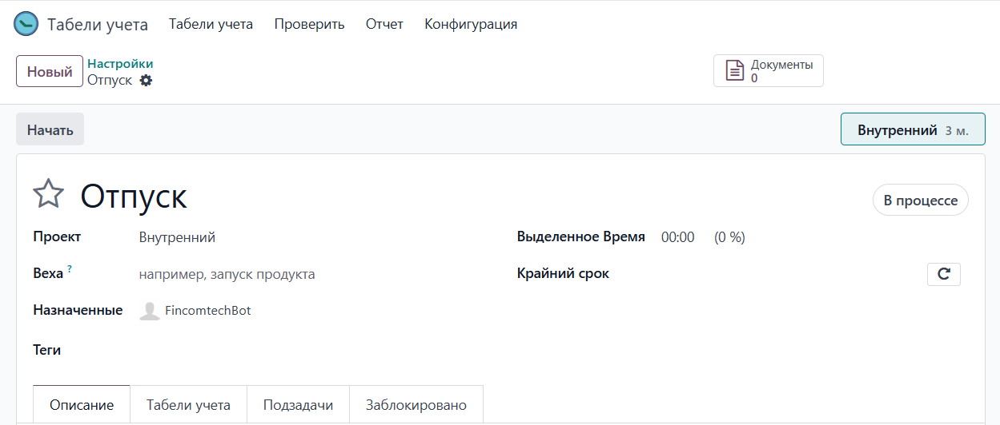 Табели учета Табели учета Проверить Отчет Конфигурация
Новый Настройки Документы
Отпуск 0
Начать Внутренний 3 м.
Отпуск
В процессе
Проект Внутренний Выделенное Время 00:00 (0 %)
Веха ? например, запуск продукта Крайний срок
Назначенные FincomtechBot
Теги
Описание Табели учета Подзадачи Заблокировано